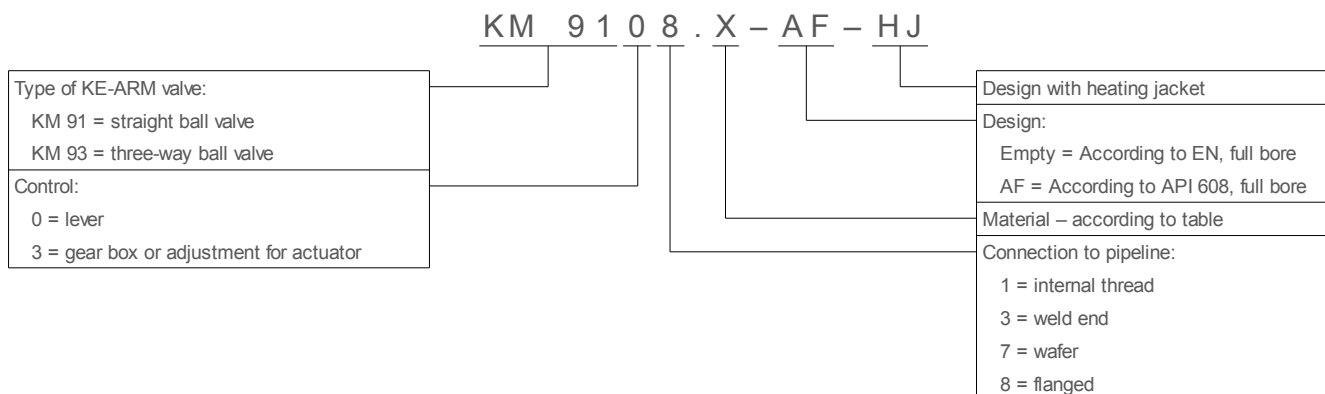 KM 9108.X – AF – HJ
Type of KE-ARM valve:
KM 91 = straight ball valve
KM 93 = three-way ball valve
Control:
0 = lever
3 = gear box or adjustment for actuator
Design with heating jacket
Design:
Empty = According to EN, full bore
AF = According to API 608, full bore
Material – according to table
Connection to pipeline:
1 = internal thread
3 = weld end
7 = wafer
8 = flanged